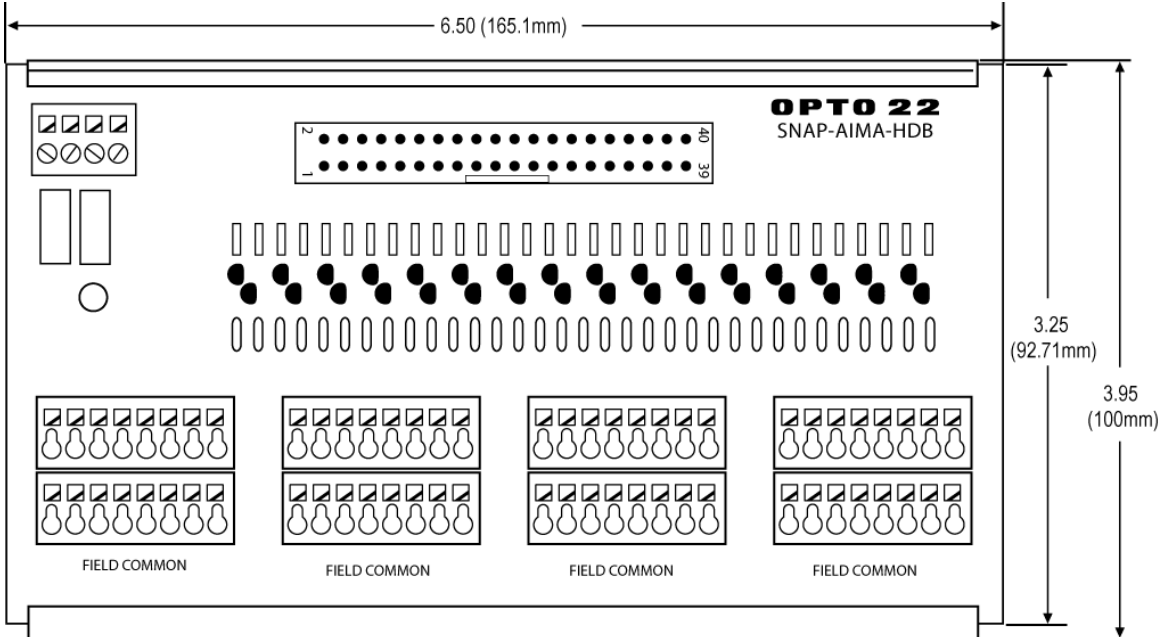 6.50 (165.1mm)
OPTO 22
SNAP-AIMA-HDB
2
40
1
39
3.25
(92.71mm)
3.95
(100mm)
FIELD COMMON
FIELD COMMON
FIELD COMMON
FIELD COMMON